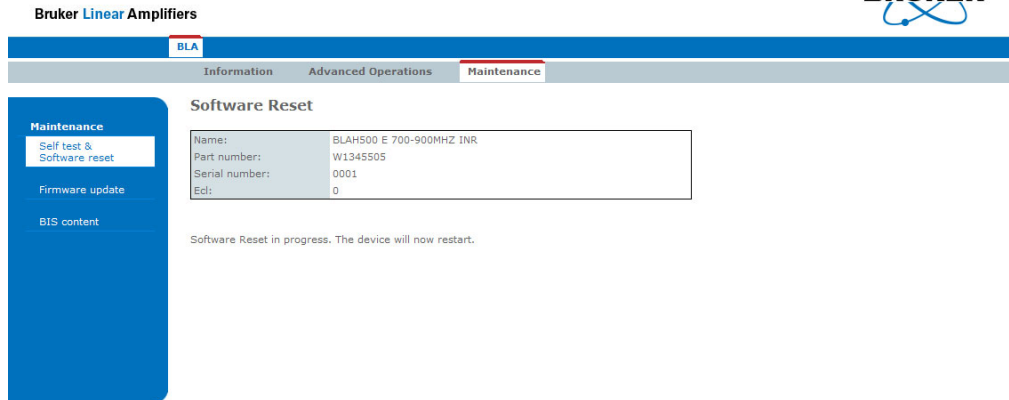 Bruker Linear Amplifiers
BLA
Information Advanced Operations Maintenance
Maintenance
Self test &
Software reset
Firmware update
BIS content
Software Reset
Name: BLAH500 E 700-900MHZ INR
Part number: W1345505
Serial number: 0001
Ecl: 0
Software Reset in progress. The device will now restart.